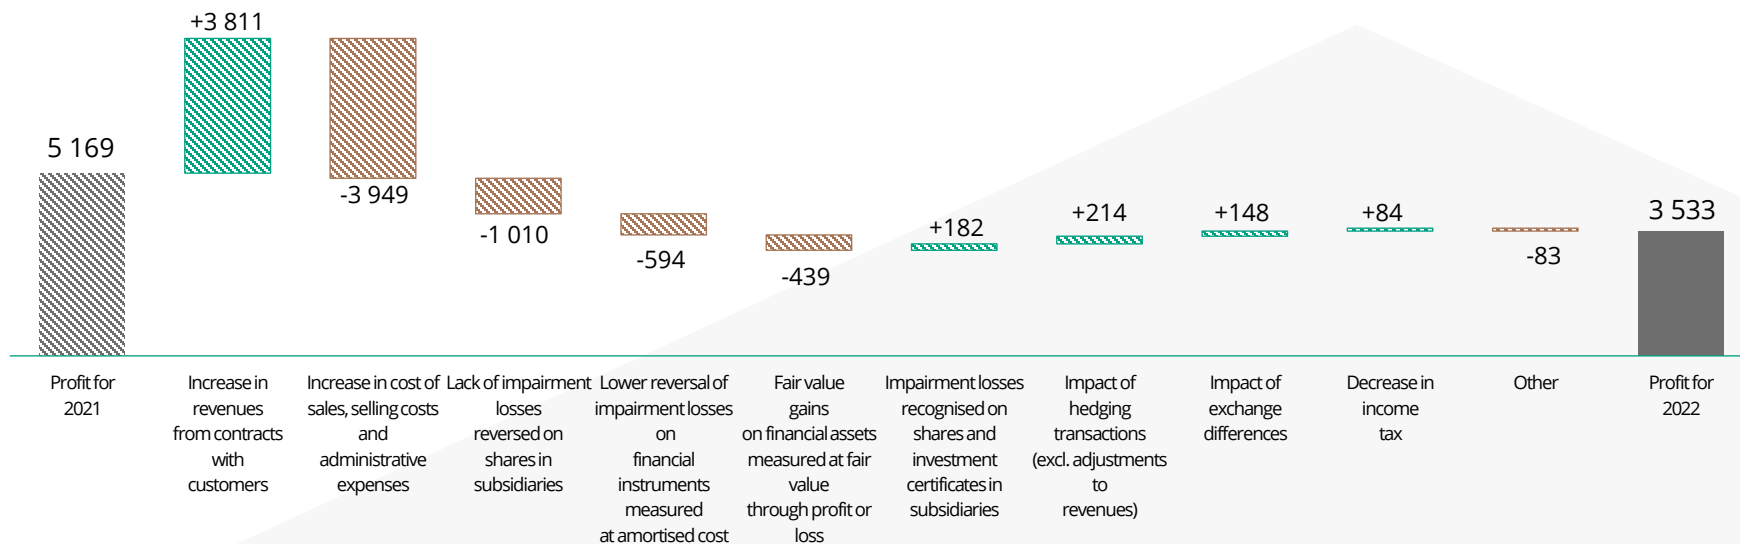 +3 811
5 169
-3 949
-1 010
-594
-439
+182
+214
+148
+84
-83
3 533
Profit for
2021
Increase in
revenues
from contracts
with
customers
Increase in cost of
sales, selling costs
and
administrative
expenses
Lack of impairment
losses
reversed on
shares in
subsidiaries
Lower reversal of
impairment losses
on
financial
instruments
measured
at amortised cost
Fair value
gains
on financial assets
measured at fair
value
through profit or
loss
Impairment losses
recognised on
shares and
investment
certificates in
subsidiaries
Impact of
hedging
transactions
(excl. adjustments
to
revenues)
Impact of
exchange
differences
Decrease in
income
tax
Other
Profit for
2022